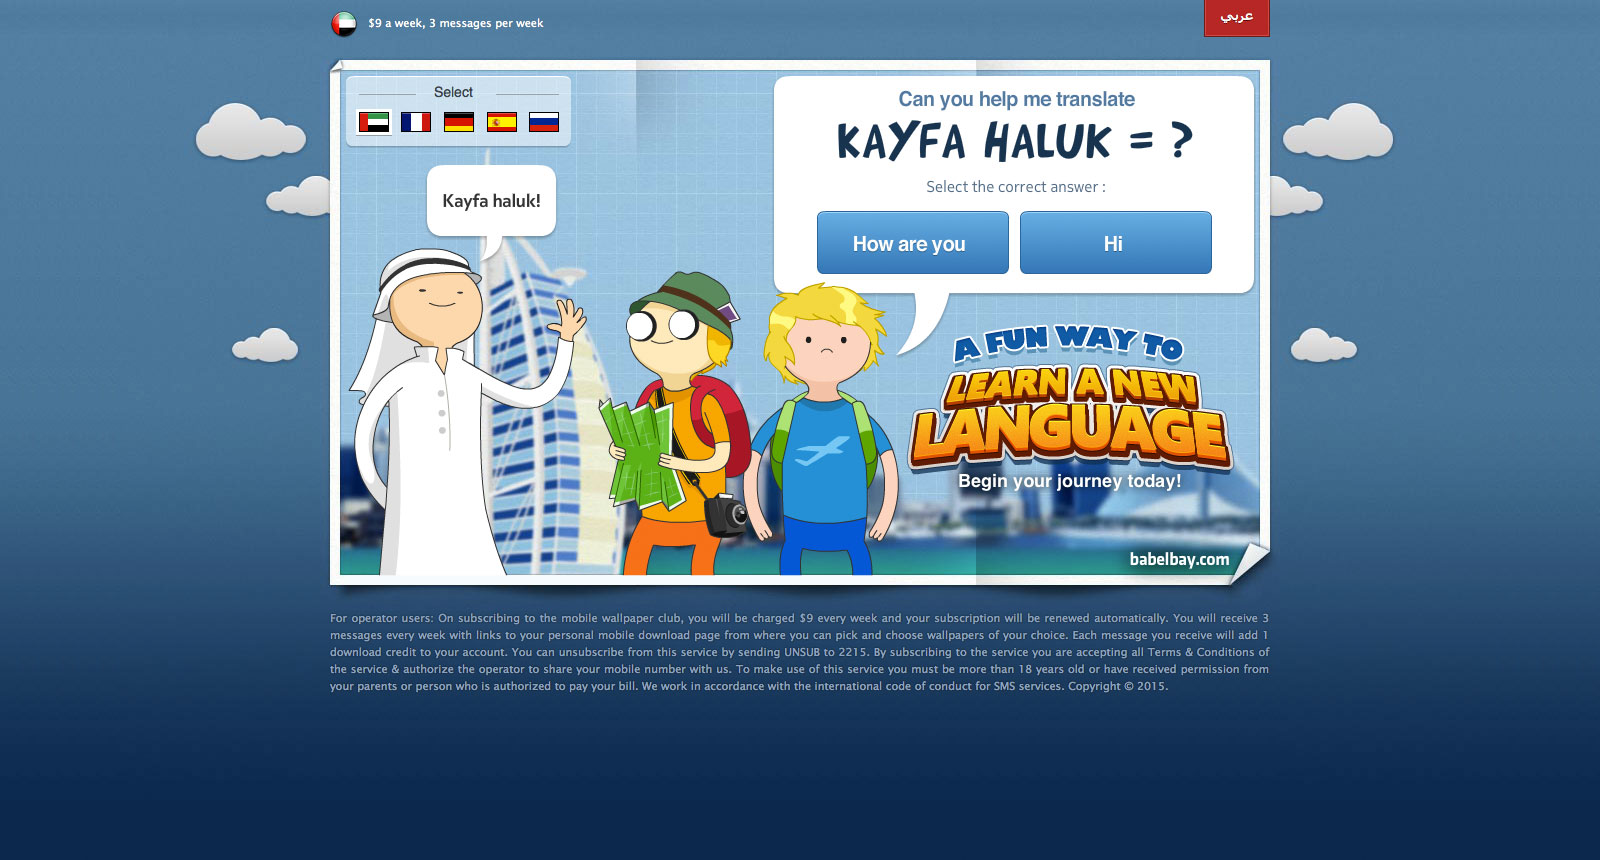 $9 a week, 3 messages per week
عربي
Select
Kayfa haluk!
Can you help me translate
KAYFA HALUK = ?
Select the correct answer :
How are you
Hi
A FUN WAY TO
LEARN A NEW
LANGUAGE
Begin your journey today!
babelbay.com
For operator users: On subscribing to the mobile wallpaper club, you will be charged $9 every week and your subscription will be renewed automatically. You will receive 3
messages every week with links to your personal mobile download page from where you can pick and choose wallpapers of your choice. Each message you receive will add 1
download credit to your account. You can unsubscribe from this service by sending UNSUB to 2215. By subscribing to the service you are accepting all Terms & Conditions of
the service & authorize the operator to share your mobile number with us. To make use of this service you must be more than 18 years old or have received permission from
your parents or person who is authorized to pay your bill. We work in accordance with the international code of conduct for SMS services. Copyright © 2015.